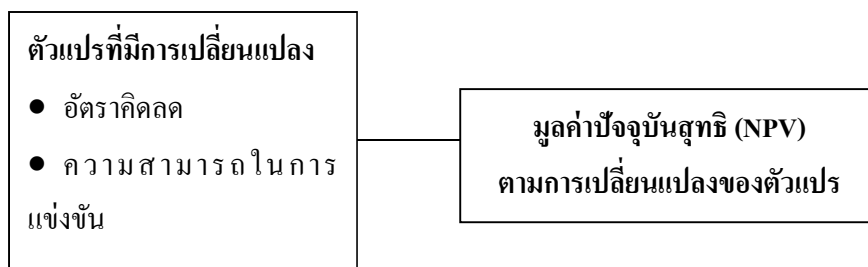 ตัวแปรที่มีการเปลี่ยนแปลง
● อัตราคิดลด
● ความสามารถในการ
แข่งขัน
มูลค่าปัจจุบันสุทธิ (NPV)
ตามการเปลี่ยนแปลงของตัวแปร